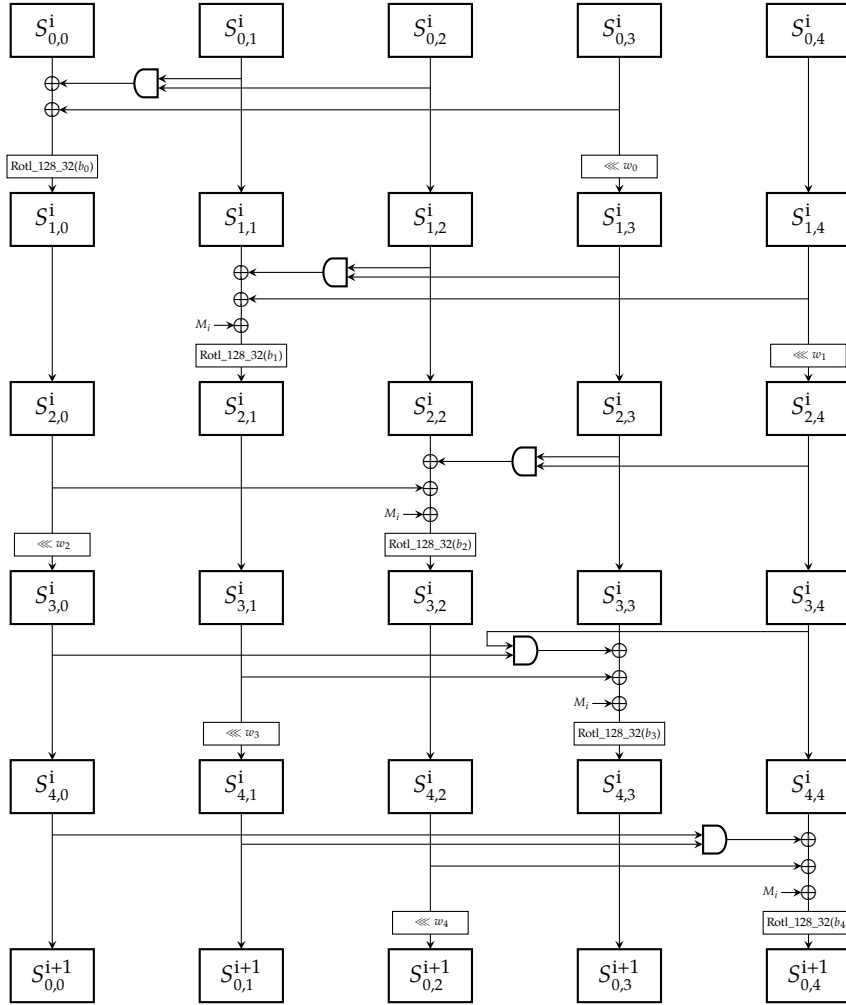 S^i_{0,0} S^i_{0,1} S^i_{0,2} S^i_{0,3} S^i_{0,4}
Rotl_128_32(b_0) ⋘ w_0
S^i_{1,0} S^i_{1,1} S^i_{1,2} S^i_{1,3} S^i_{1,4}
M_i
Rotl_128_32(b_1) ⋘ w_1
S^i_{2,0} S^i_{2,1} S^i_{2,2} S^i_{2,3} S^i_{2,4}
M_i
⋘ w_2 Rotl_128_32(b_2)
S^i_{3,0} S^i_{3,1} S^i_{3,2} S^i_{3,3} S^i_{3,4}
M_i
⋘ w_3 Rotl_128_32(b_3)
S^i_{4,0} S^i_{4,1} S^i_{4,2} S^i_{4,3} S^i_{4,4}
M_i
⋘ w_4 Rotl_128_32(b_4
S^{i+1}_{0,0} S^{i+1}_{0,1} S^{i+1}_{0,2} S^{i+1}_{0,3} S^{i+1}_{0,4}